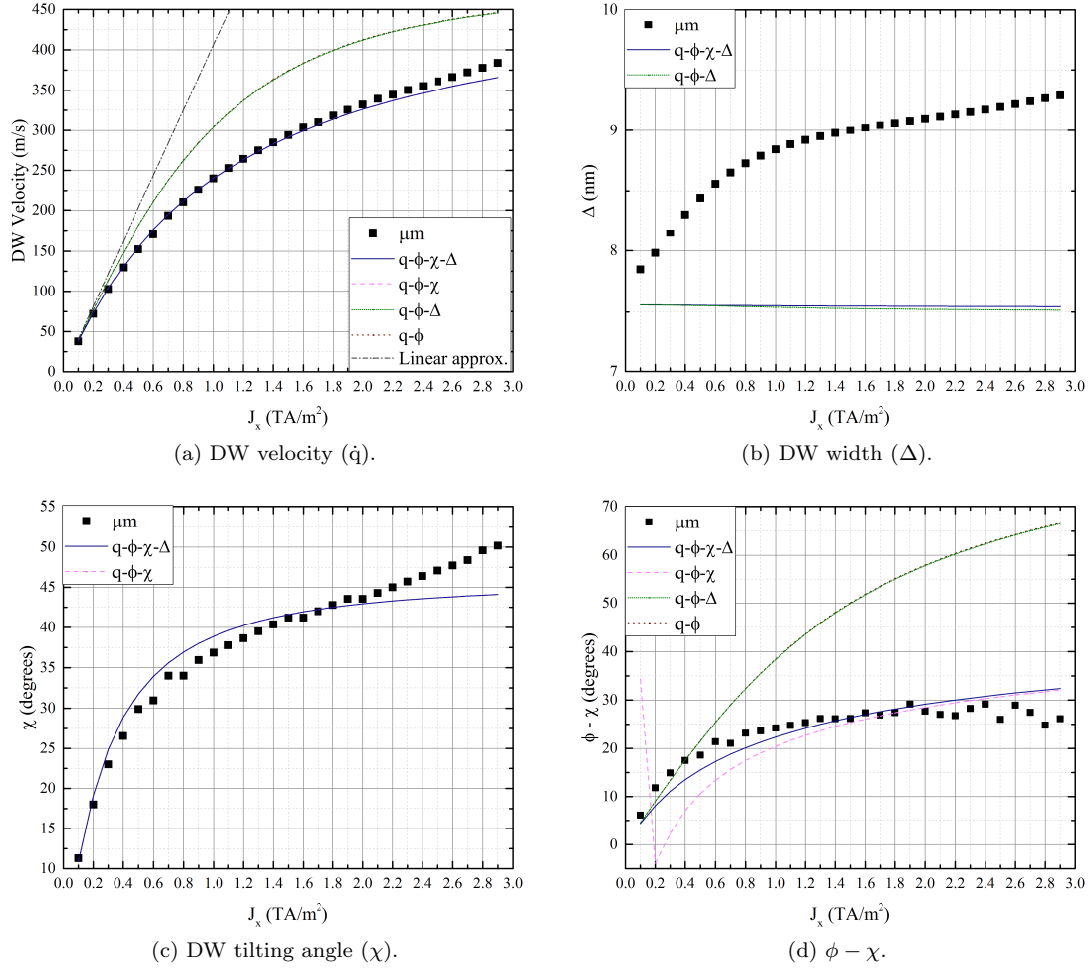 450
400
350
300
250
200
150
100
50
0
DW Velocity (m/s)
μm
q-ϕ-χ-Δ
q-ϕ-χ
q-ϕ-Δ
q-ϕ
Linear approx.
0.0 0.2 0.4 0.6 0.8 1.0 1.2 1.4 1.6 1.8 2.0 2.2 2.4 2.6 2.8 3.0
Jx (TA/m²)
(a) DW velocity (q̇).
10
9
8
7
Δ (nm)
μm
q-ϕ-χ-Δ
q-ϕ-Δ
0.0 0.2 0.4 0.6 0.8 1.0 1.2 1.4 1.6 1.8 2.0 2.2 2.4 2.6 2.8 3.0
Jx (TA/m²)
(b) DW width (Δ).
55
50
45
40
35
30
25
20
15
10
χ (degrees)
μm
q-ϕ-χ-Δ
q-ϕ-χ
0.0 0.2 0.4 0.6 0.8 1.0 1.2 1.4 1.6 1.8 2.0 2.2 2.4 2.6 2.8 3.0
Jx (TA/m²)
(c) DW tilting angle (χ).
70
60
50
40
30
20
10
0
ϕ - χ (degrees)
μm
q-ϕ-χ-Δ
q-ϕ-χ
q-ϕ-Δ
q-ϕ
0.0 0.2 0.4 0.6 0.8 1.0 1.2 1.4 1.6 1.8 2.0 2.2 2.4 2.6 2.8 3.0
Jx (TA/m²)
(d) ϕ − χ.